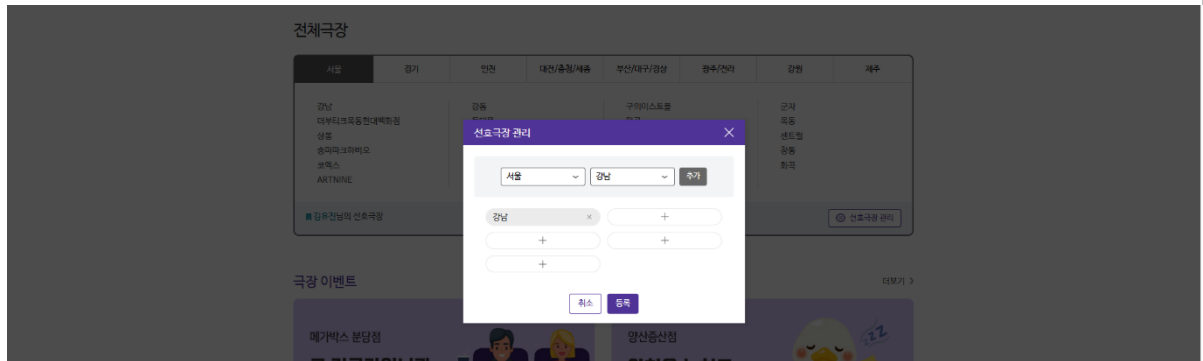 전체극장
서울 경기 인천 대전/충청/세종 부산/대구/경상 광주/전라 강원 제주
강남 강동 구의이스트폴 군자
더부티크목동현대백화점 목동
상봉 센트럴
송파파크하비오 창동
코엑스 화곡
ARTNINE
선호극장 관리
서울 강남 추가
강남
취소 등록
김유진님의 선호극장 선호극장 관리
극장 이벤트 더보기
메가박스 분당점 양산증산점